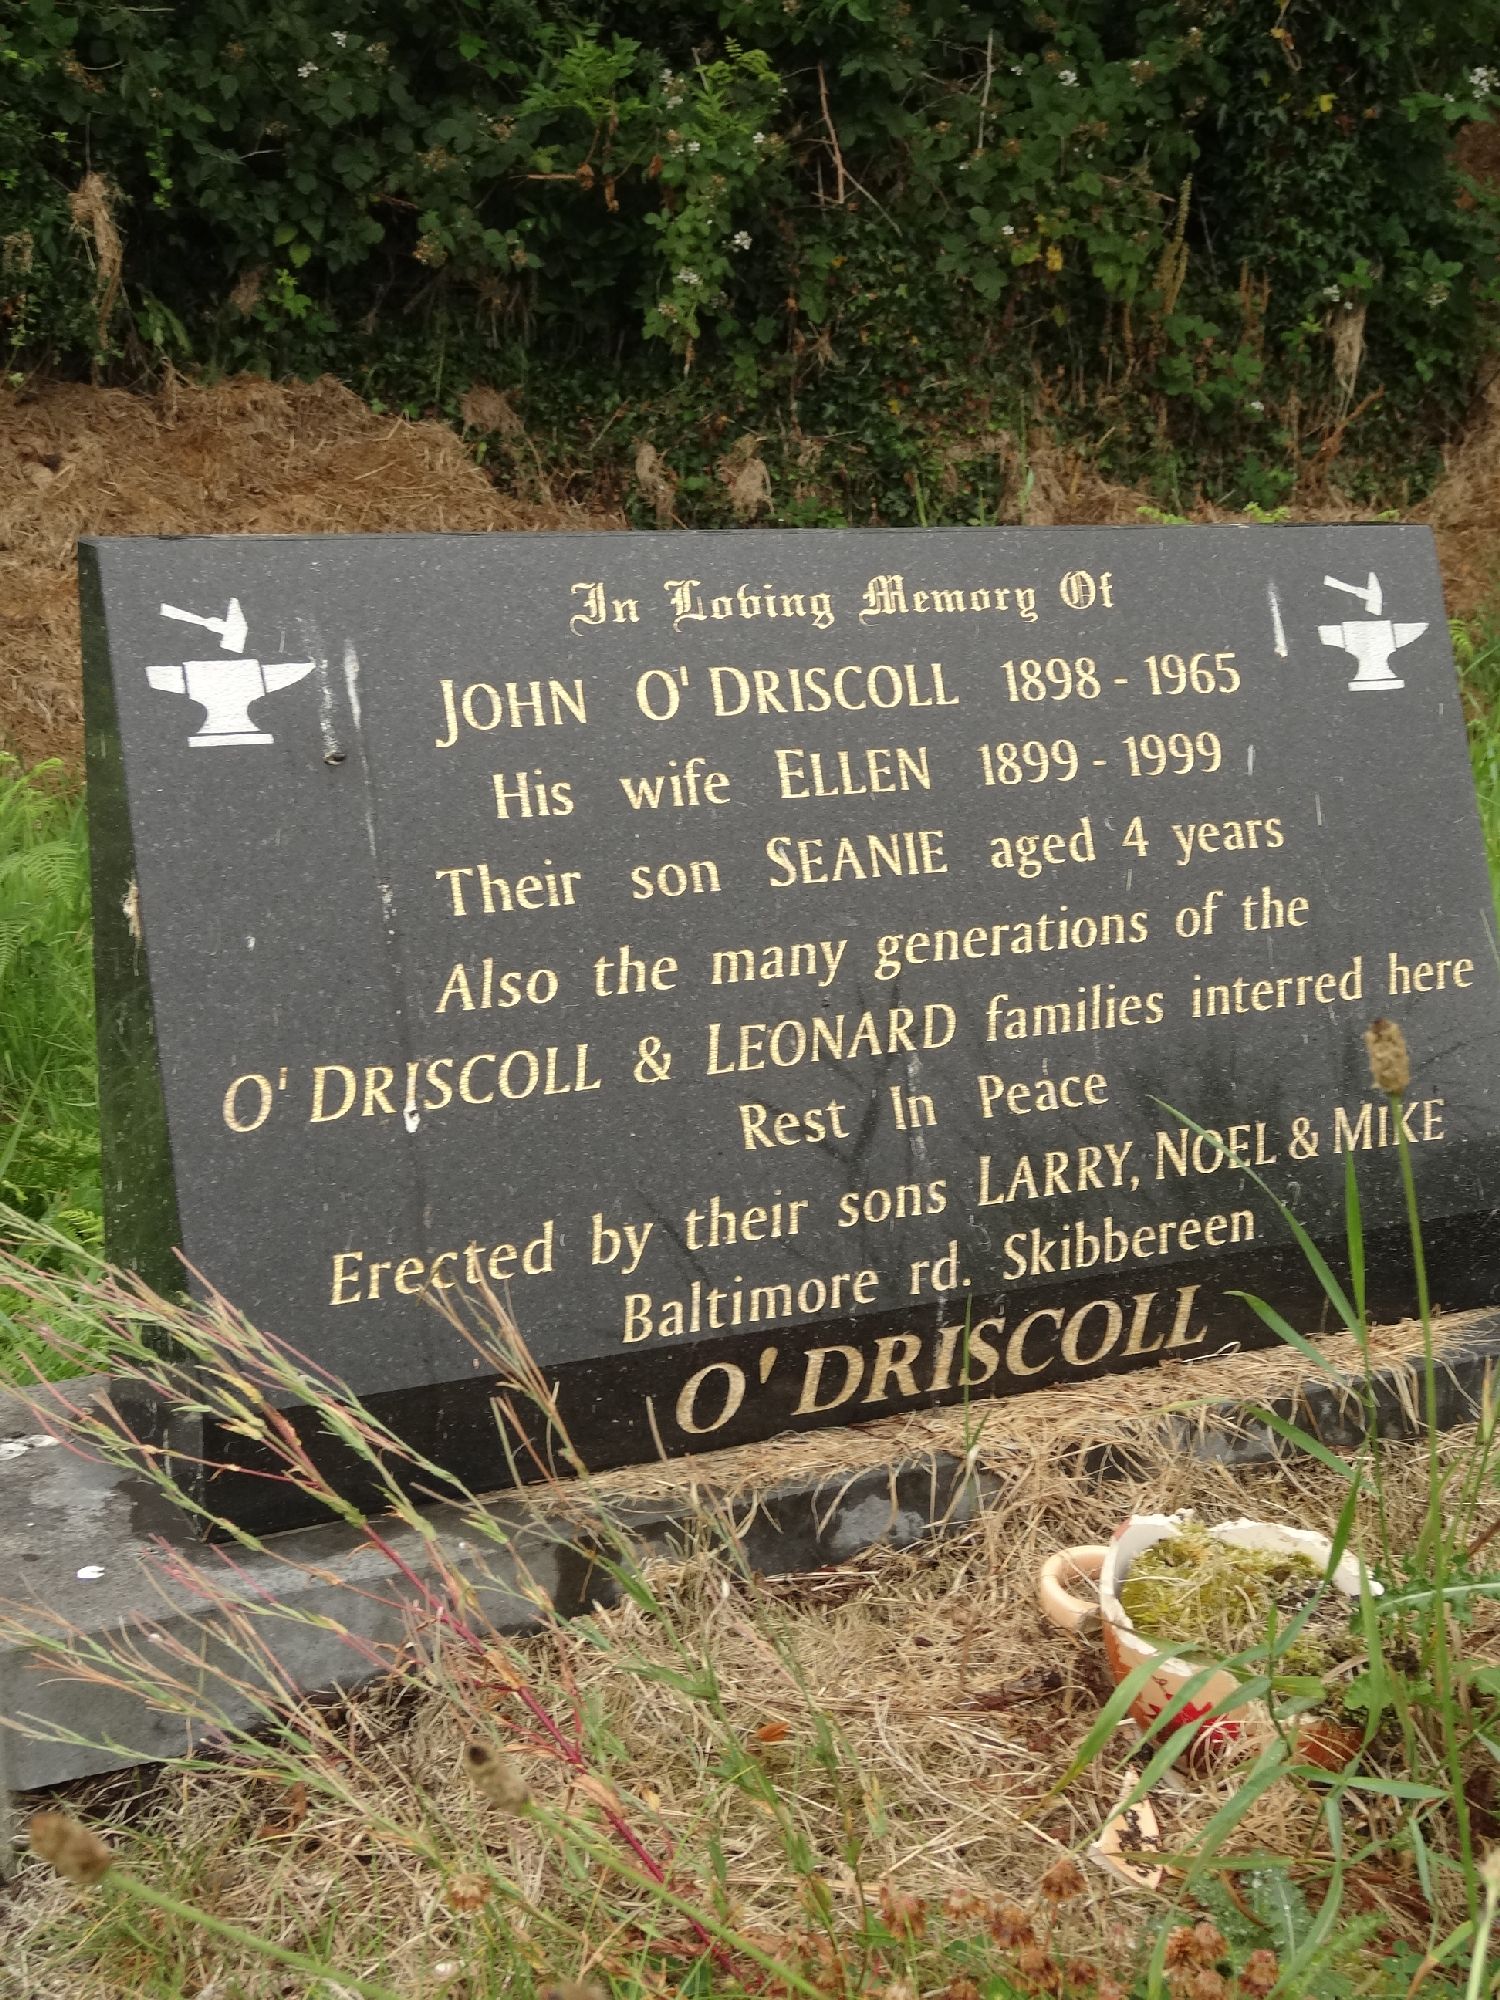 In Loving Memory Of
JOHN O'DRISCOLL 1898 - 1965
His wife ELLEN 1899 - 1999
Their son SEANIE aged 4 years
Also the many generations of the
O'DRISCOLL & LEONARD families interred here
Rest In Peace
Erected by their sons LARRY, NOEL & MIKE
Baltimore rd. Skibbereen
O'DRISCOLL